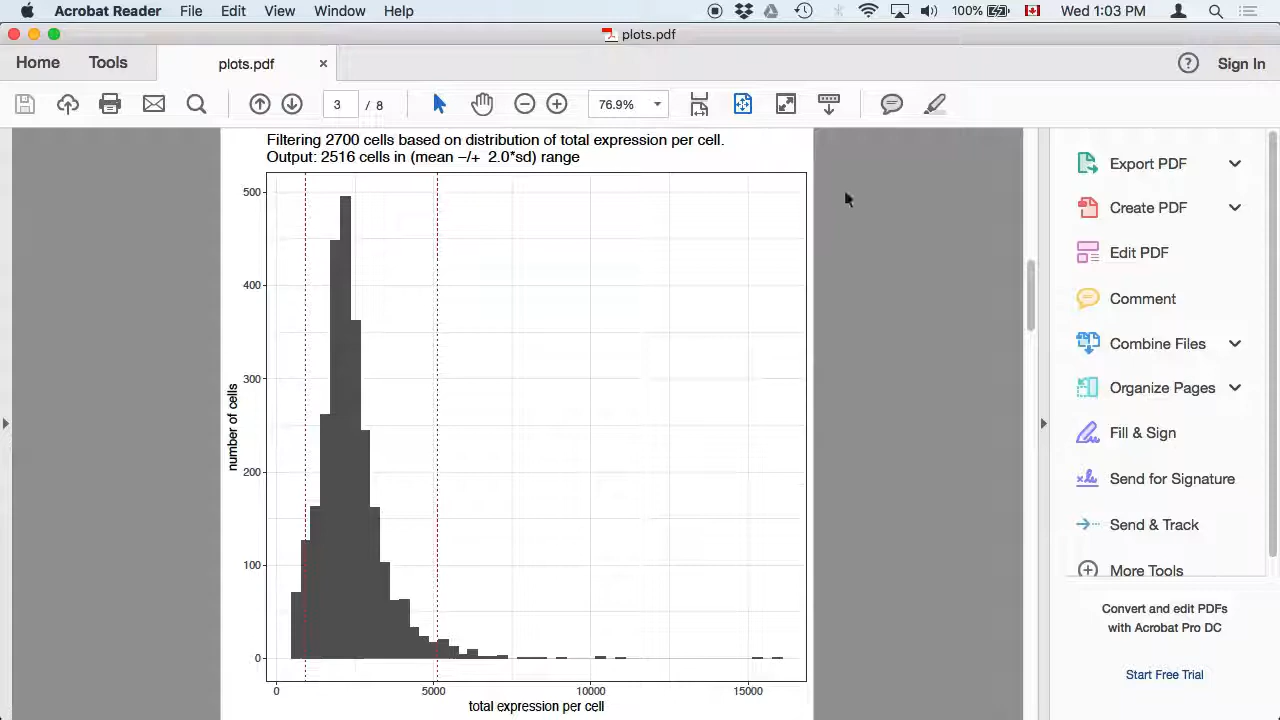 Acrobat Reader File Edit View Window Help 100% Wed 1:03 PM
plots.pdf
Home Tools plots.pdf × ? Sign In
3 / 8 76.9%
Filtering 2700 cells based on distribution of total expression per cell.
Output: 2516 cells in (mean −/+ 2.0*sd) range
500
400
300
200
100
0
number of cells
0 5000 10000 15000
total expression per cell
Export PDF
Create PDF
Edit PDF
Comment
Combine Files
Organize Pages
Fill & Sign
Send for Signature
Send & Track
More Tools
Convert and edit PDFs
with Acrobat Pro DC
Start Free Trial